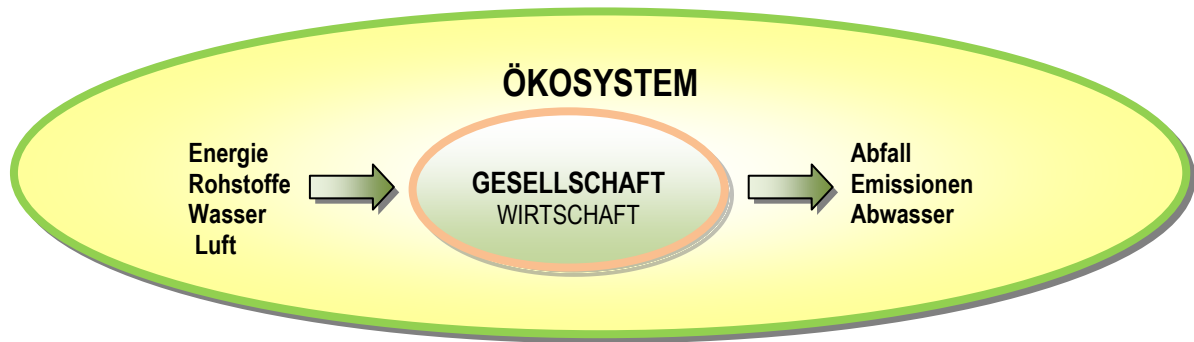 ÖKOSYSTEM
Energie
Rohstoffe
Wasser
Luft
GESELLSCHAFT
WIRTSCHAFT
Abfall
Emissionen
Abwasser